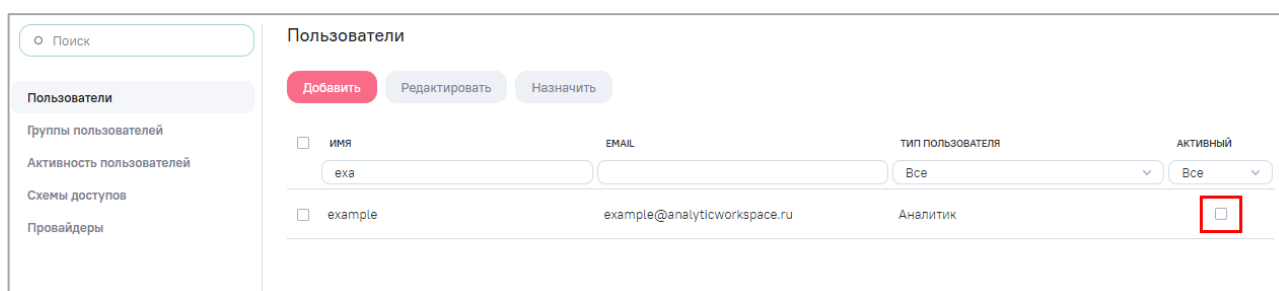 Поиск
Пользователи
Группы пользователей
Активность пользователей
Схемы доступов
Провайдеры
Пользователи
Добавить Редактировать Назначить
ИМЯ EMAIL ТИП ПОЛЬЗОВАТЕЛЯ АКТИВНЫЙ
exa Все Все
example example@analyticworkspace.ru Аналитик